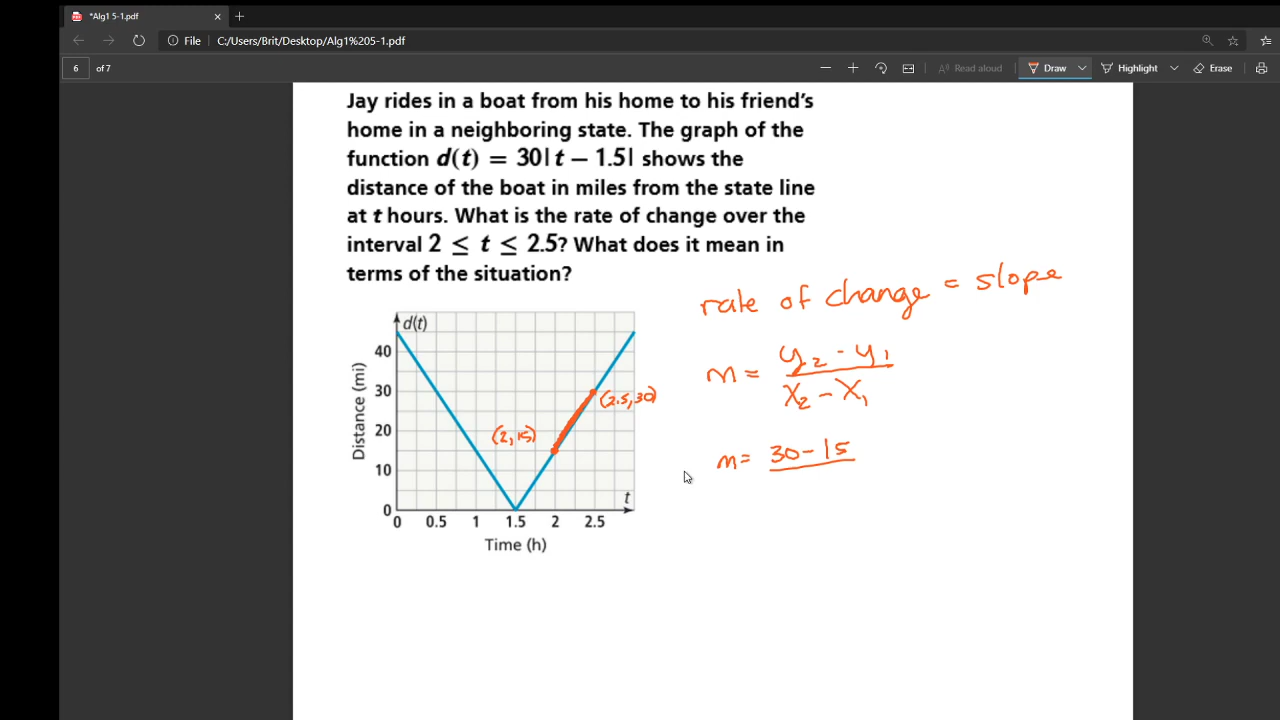 *Alg1 5-1.pdf
File C:/Users/Brit/Desktop/Alg1%205-1.pdf
6 of 7 Read aloud Draw Highlight Erase
Jay rides in a boat from his home to his friend's
home in a neighboring state. The graph of the
function d(t) = 30|t – 1.5| shows the
distance of the boat in miles from the state line
at t hours. What is the rate of change over the
interval 2 ≤ t ≤ 2.5? What does it mean in
terms of the situation?
rate of change = slope
m = y₂ - y₁
x₂ - x₁
m = 30 - 15
d(t)
40
30
20
10
0
Distance (mi)
(2.5, 30)
(2, 15)
t
0 0.5 1 1.5 2 2.5
Time (h)